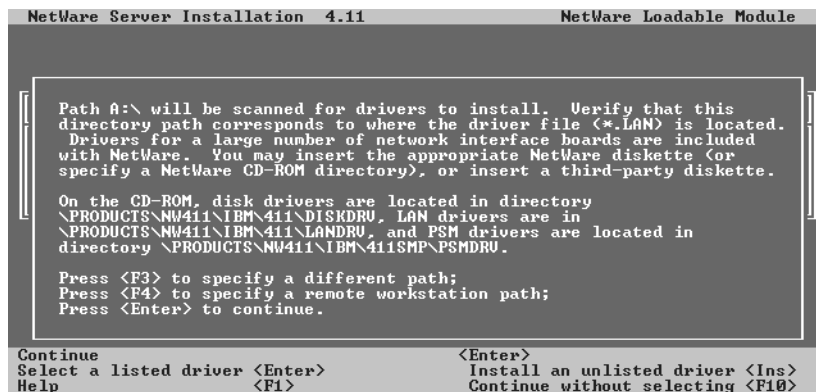 NetWare Server Installation 4.11 NetWare Loadable Module
Path A:\ will be scanned for drivers to install. Verify that this
directory path corresponds to where the driver file (*.LAN) is located.
Drivers for a large number of network interface boards are included
with NetWare. You may insert the appropriate NetWare diskette (or
specify a NetWare CD-ROM directory), or insert a third-party diskette.
On the CD-ROM, disk drivers are located in directory
\PRODUCTS\NW411\IBM\411\DISKDRV, LAN drivers are in
\PRODUCTS\NW411\IBM\411\LANDRV, and PSM drivers are located in
directory \PRODUCTS\NW411\IBM\411SMP\PSMDRV.
Press <F3> to specify a different path;
Press <F4> to specify a remote workstation path;
Press <Enter> to continue.
Continue <Enter>
Select a listed driver <Enter> Install an unlisted driver <Ins>
Help <F1> Continue without selecting <F10>